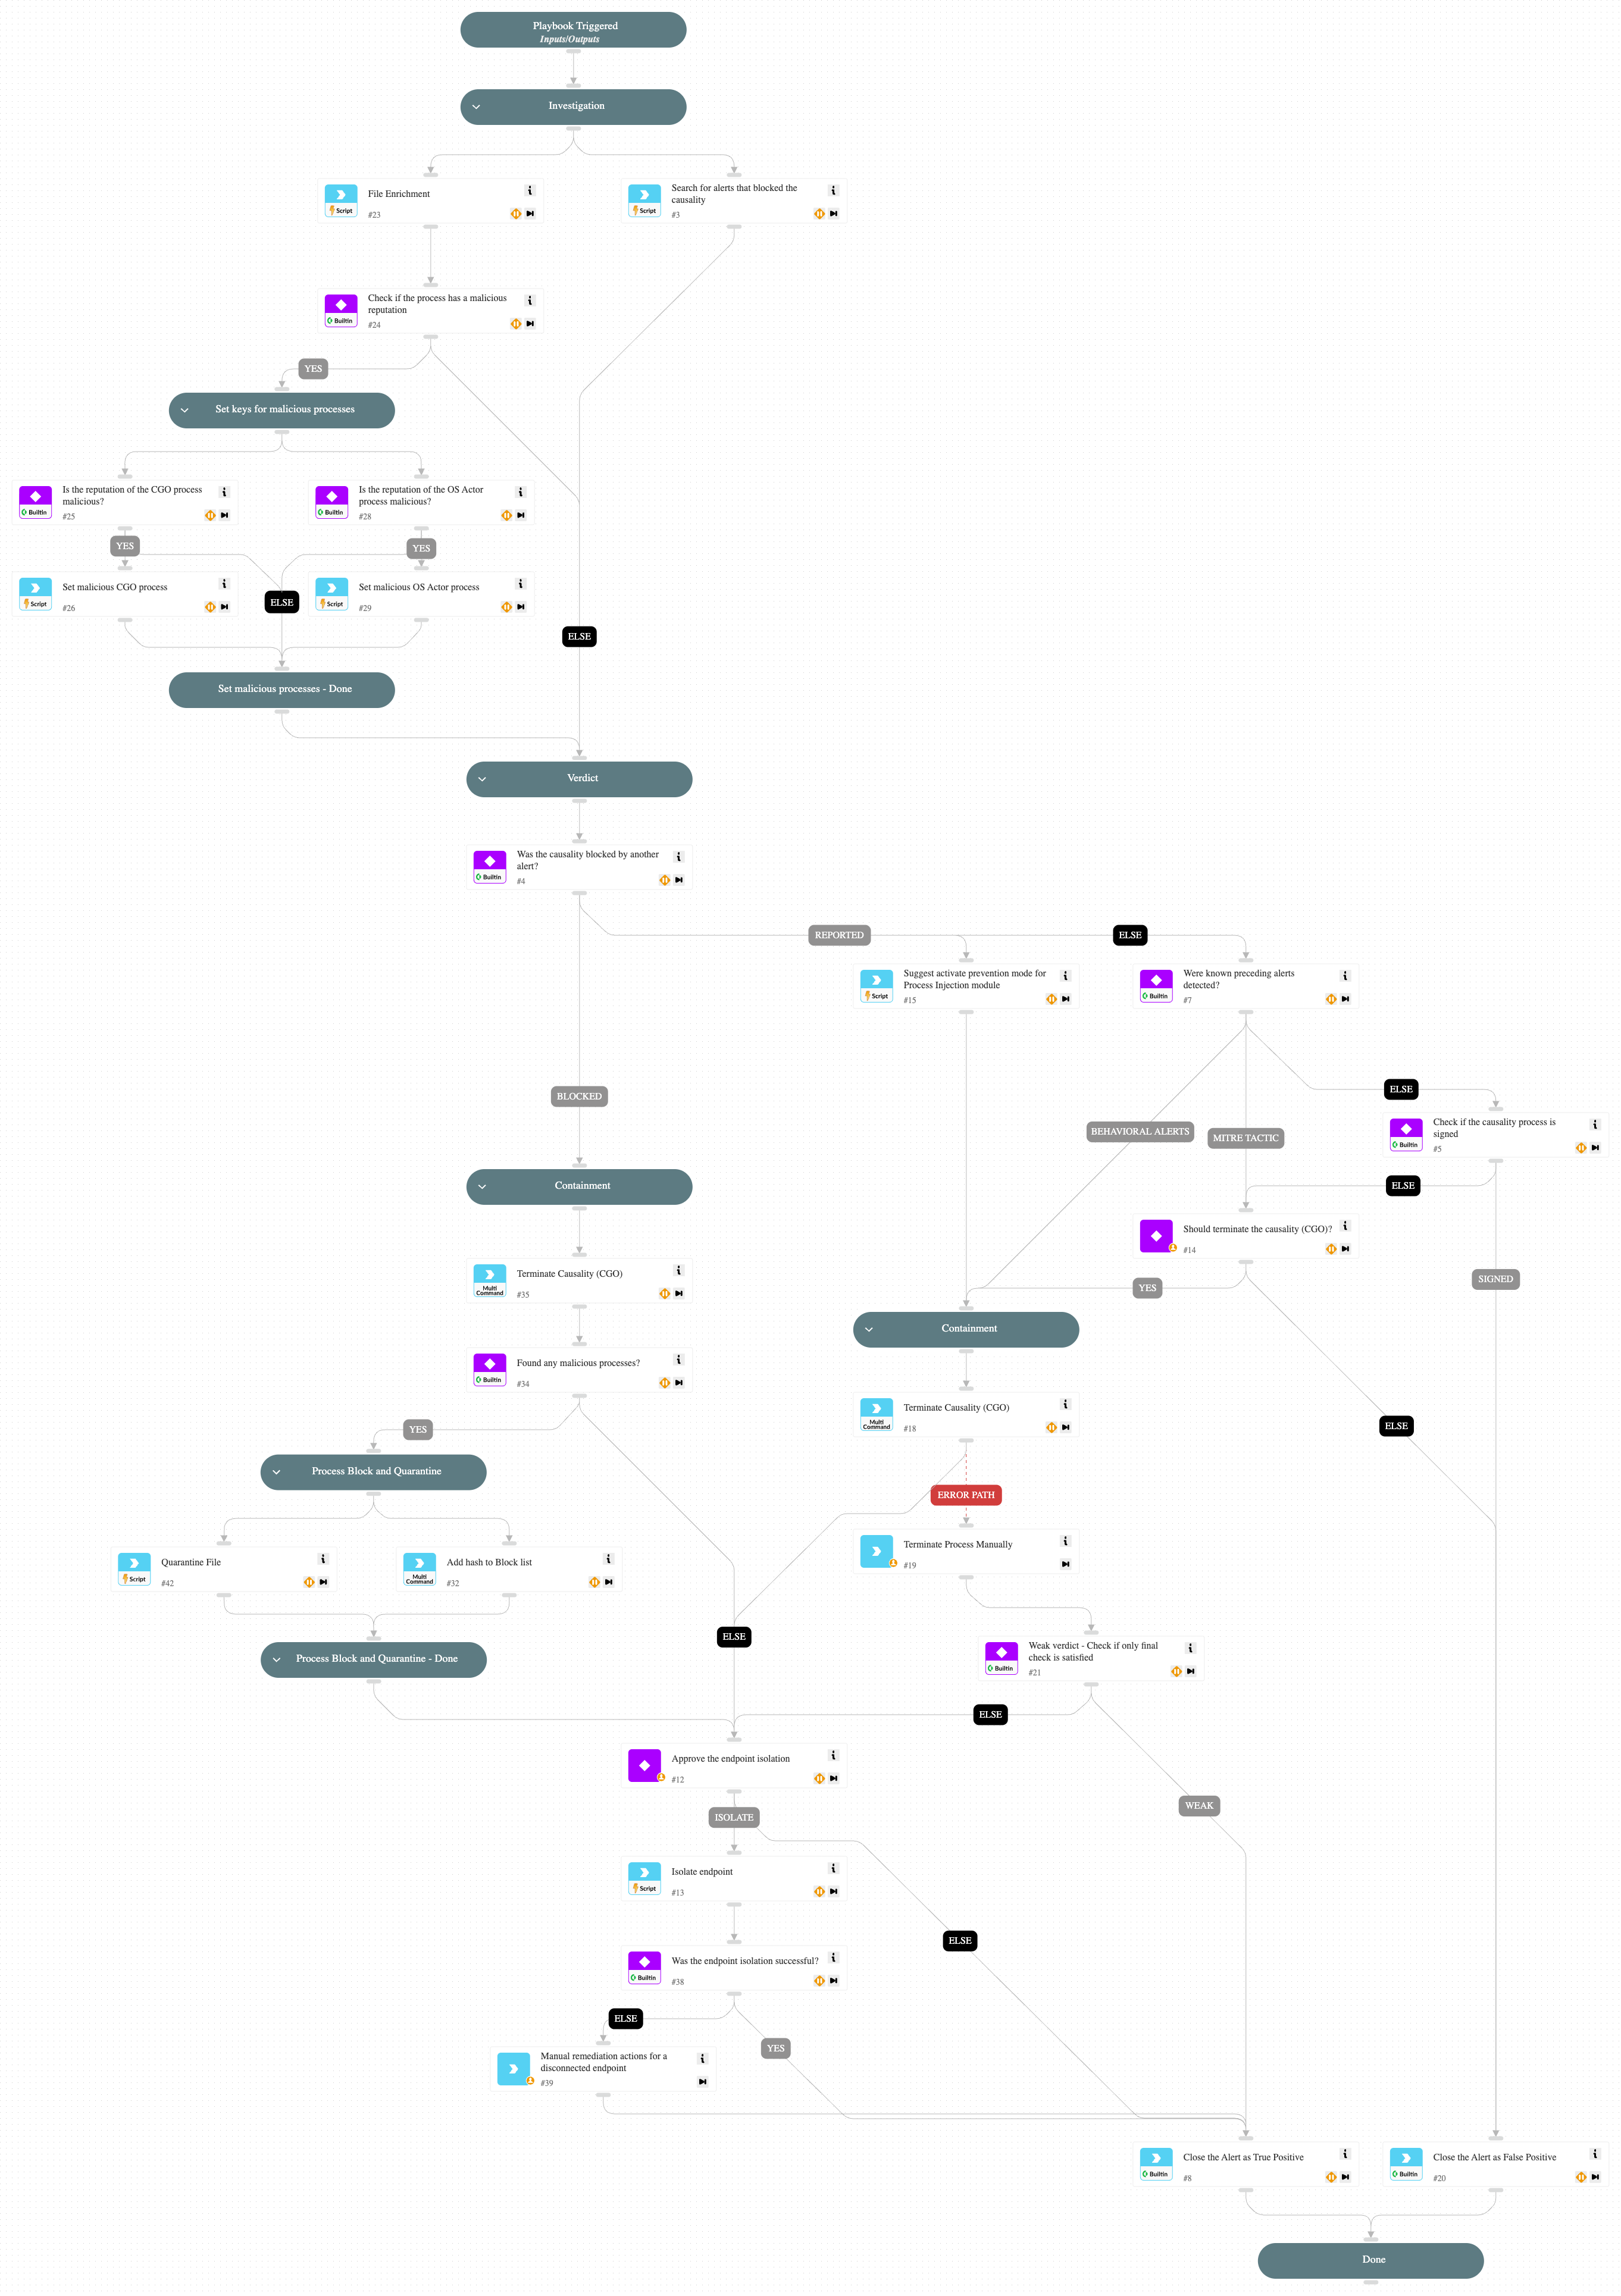 Playbook Triggered
Inputs/Outputs
Investigation
File Enrichment
Script
#23
Search for alerts that blocked the
causality
Script
#3
Check if the process has a malicious
reputation
Builtin
#24
YES
Set keys for malicious processes
Is the reputation of the CGO process
malicious?
Builtin
#25
Is the reputation of the OS Actor
process malicious?
Builtin
#28
YES
YES
Set malicious CGO process
Script
#26
ELSE
Set malicious OS Actor process
Script
#29
ELSE
Set malicious processes - Done
Verdict
Was the causality blocked by another
alert?
Builtin
#4
REPORTED
ELSE
Suggest activate prevention mode for
Process Injection module
Script
#15
Were known preceding alerts
detected?
Builtin
#7
BLOCKED
ELSE
BEHAVIORAL ALERTS
MITRE TACTIC
Check if the causality process is
signed
Builtin
#5
ELSE
Containment
Should terminate the causality (CGO)?
#14
Terminate Causality (CGO)
Multi
Command
#35
YES
SIGNED
Containment
Found any malicious processes?
Builtin
#34
Terminate Causality (CGO)
Multi
Command
#18
YES
ELSE
Process Block and Quarantine
ERROR PATH
Quarantine File
Script
#42
Add hash to Block list
Multi
Command
#32
Terminate Process Manually
#19
ELSE
Process Block and Quarantine - Done
Weak verdict - Check if only final
check is satisfied
Builtin
#21
ELSE
Approve the endpoint isolation
#12
ISOLATE
WEAK
Isolate endpoint
Script
#13
ELSE
Was the endpoint isolation successful?
Builtin
#38
ELSE
YES
Manual remediation actions for a
disconnected endpoint
#39
Close the Alert as True Positive
Builtin
#8
Close the Alert as False Positive
Builtin
#20
Done